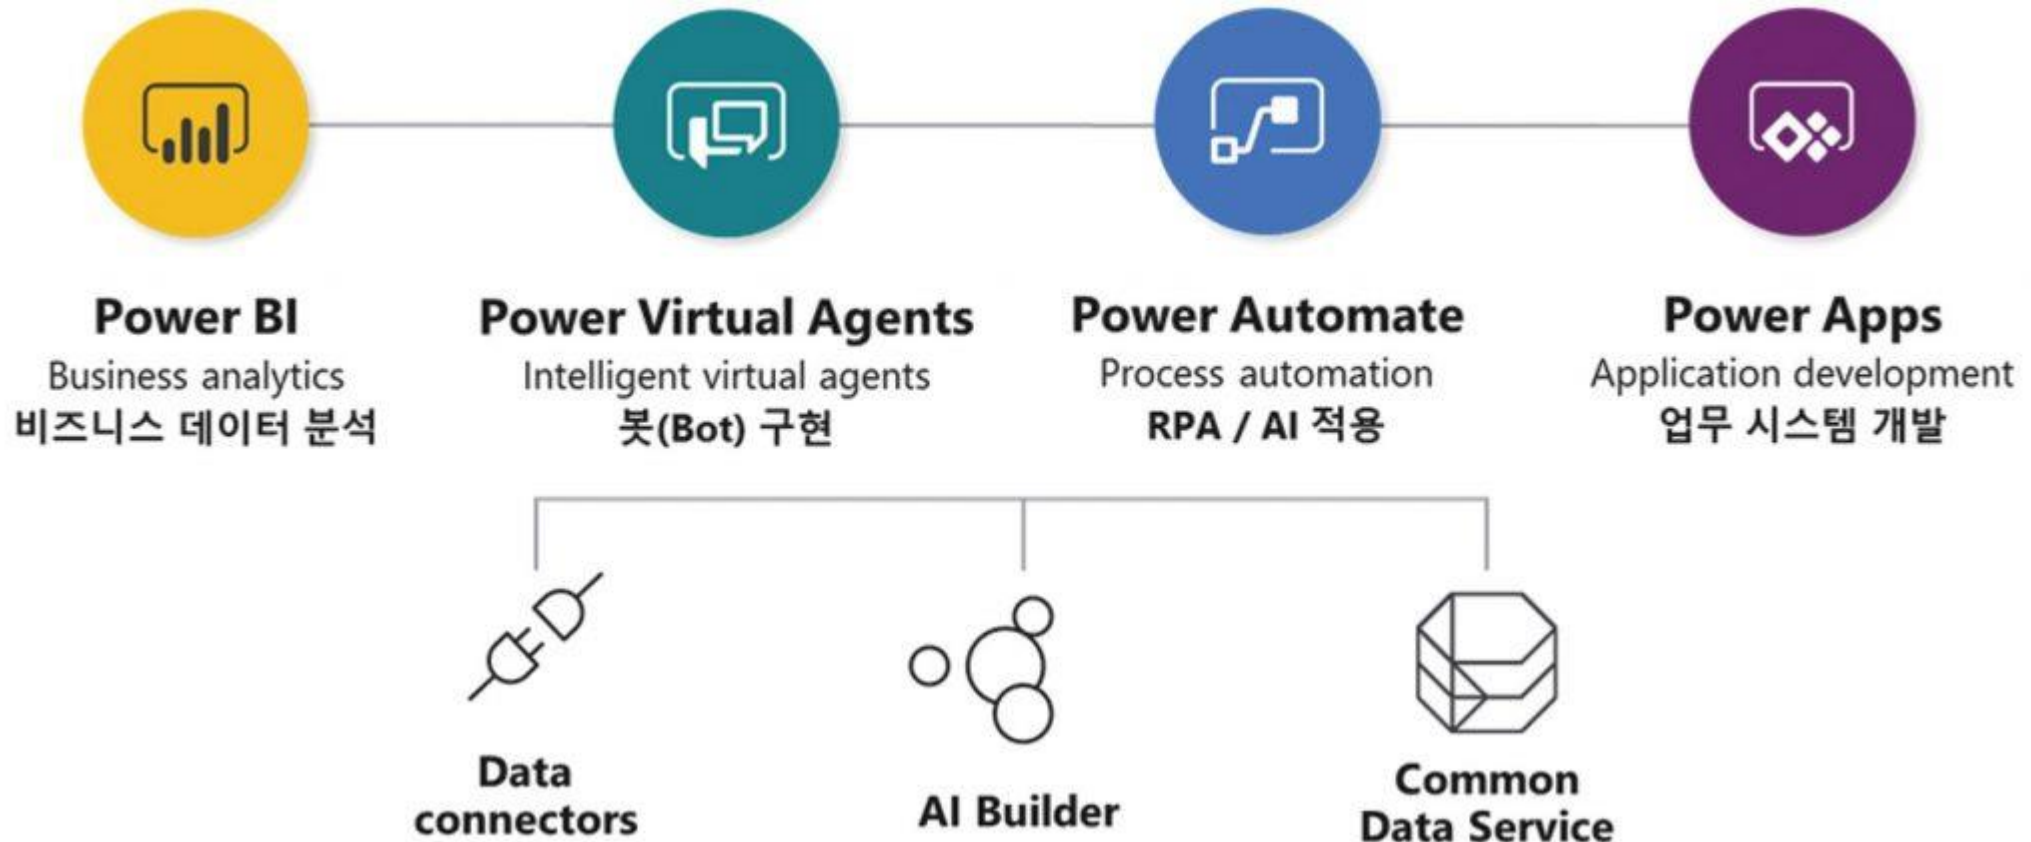 Power BI
Business analytics
비즈니스 데이터 분석
Power Virtual Agents
Intelligent virtual agents
봇(Bot) 구현
Power Automate
Process automation
RPA / AI 적용
Power Apps
Application development
업무 시스템 개발
Data
connectors
AI Builder
Common
Data Service